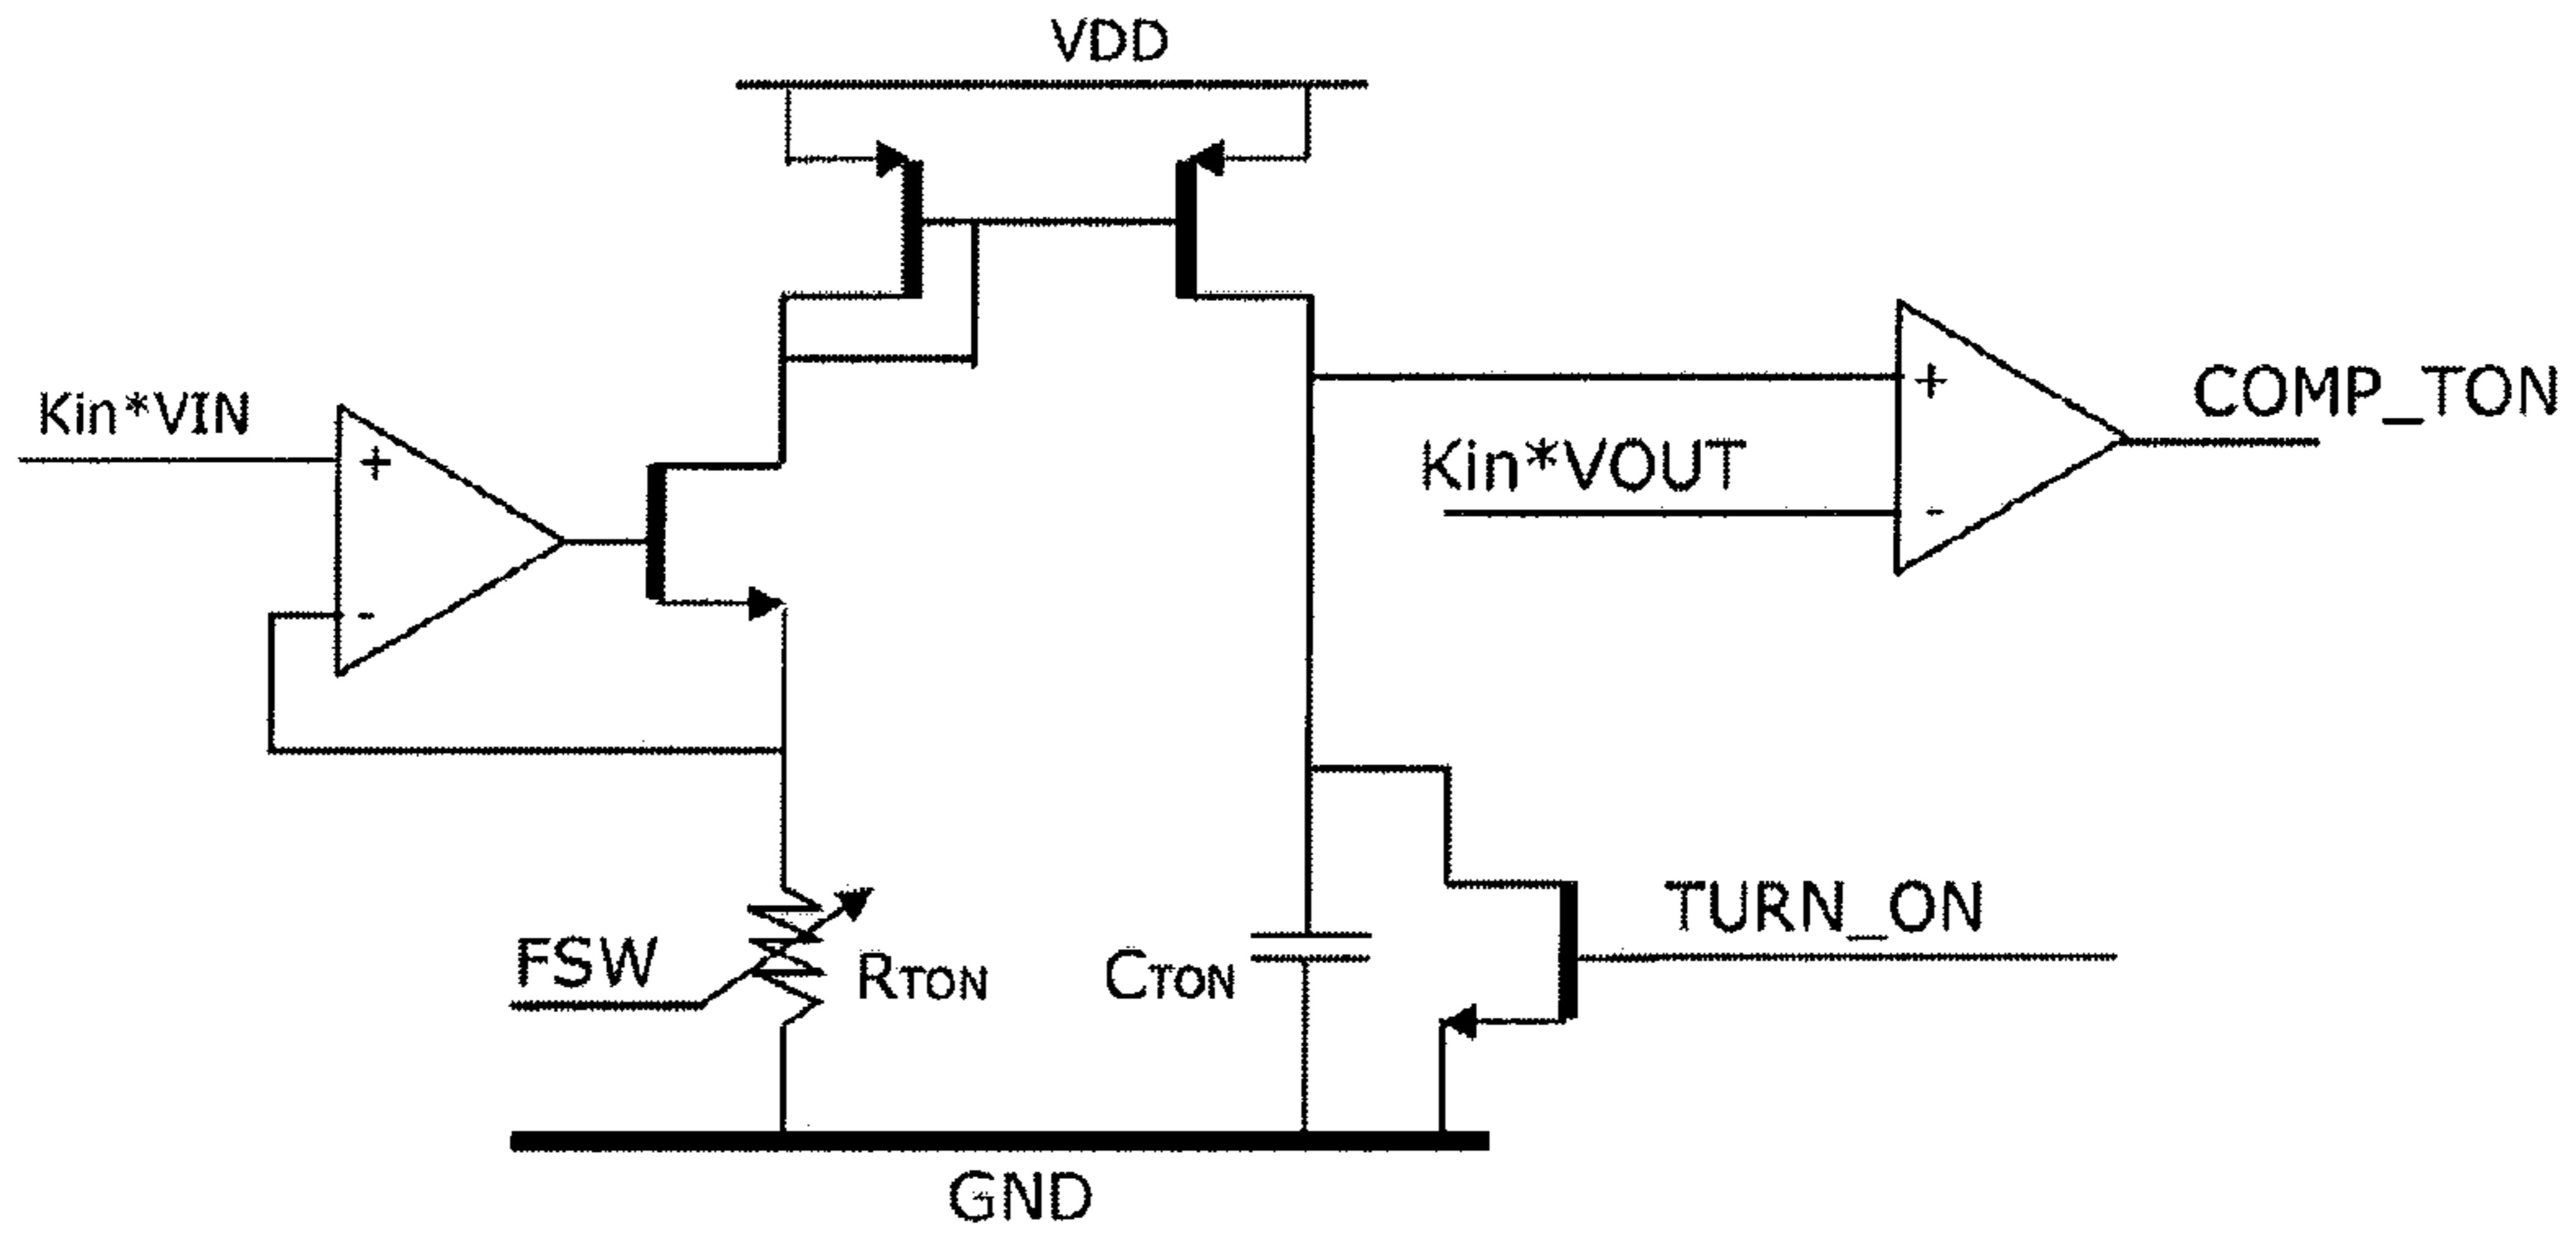 VDD
Kin*VIN
+
-
+
-
COMP_TON
Kin*VOUT
FSW
RTON
CTON
TURN_ON
GND